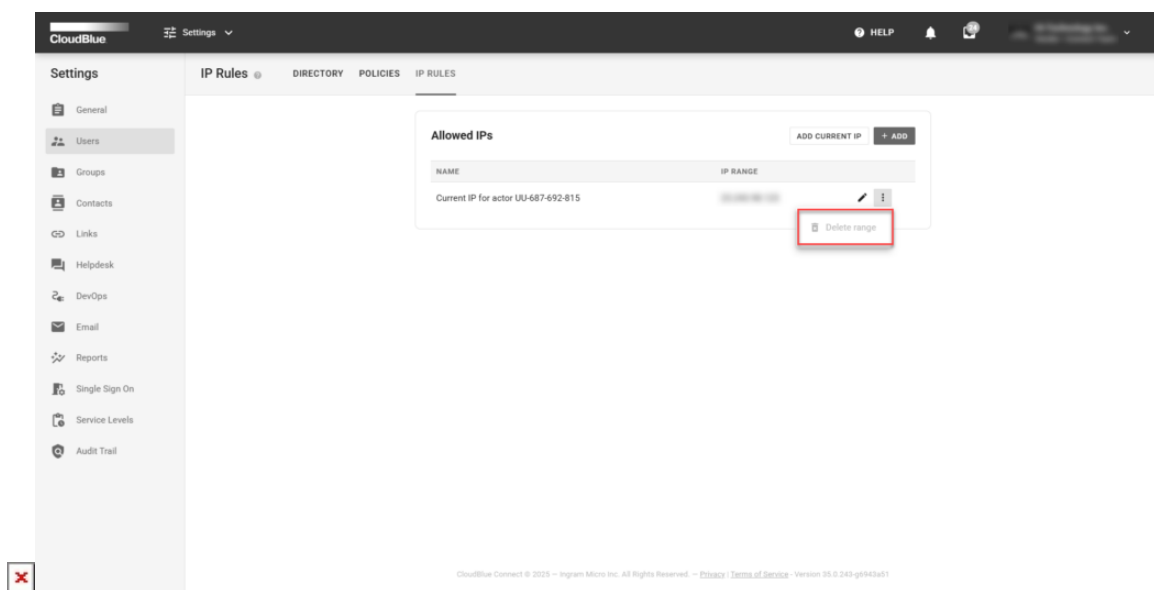 CloudBlue Settings HELP
Settings
IP Rules DIRECTORY POLICIES IP RULES
General
Users
Groups
Contacts
Links
Helpdesk
DevOps
Email
Reports
Single Sign On
Service Levels
Audit Trail
Allowed IPs ADD CURRENT IP + ADD
NAME IP RANGE
Current IP for actor UU-687-692-815
Delete range
CloudBlue Connect © 2025 — Ingram Micro Inc. All Rights Reserved. — Privacy | Terms of Service - Version 35.0.243-g6943a51